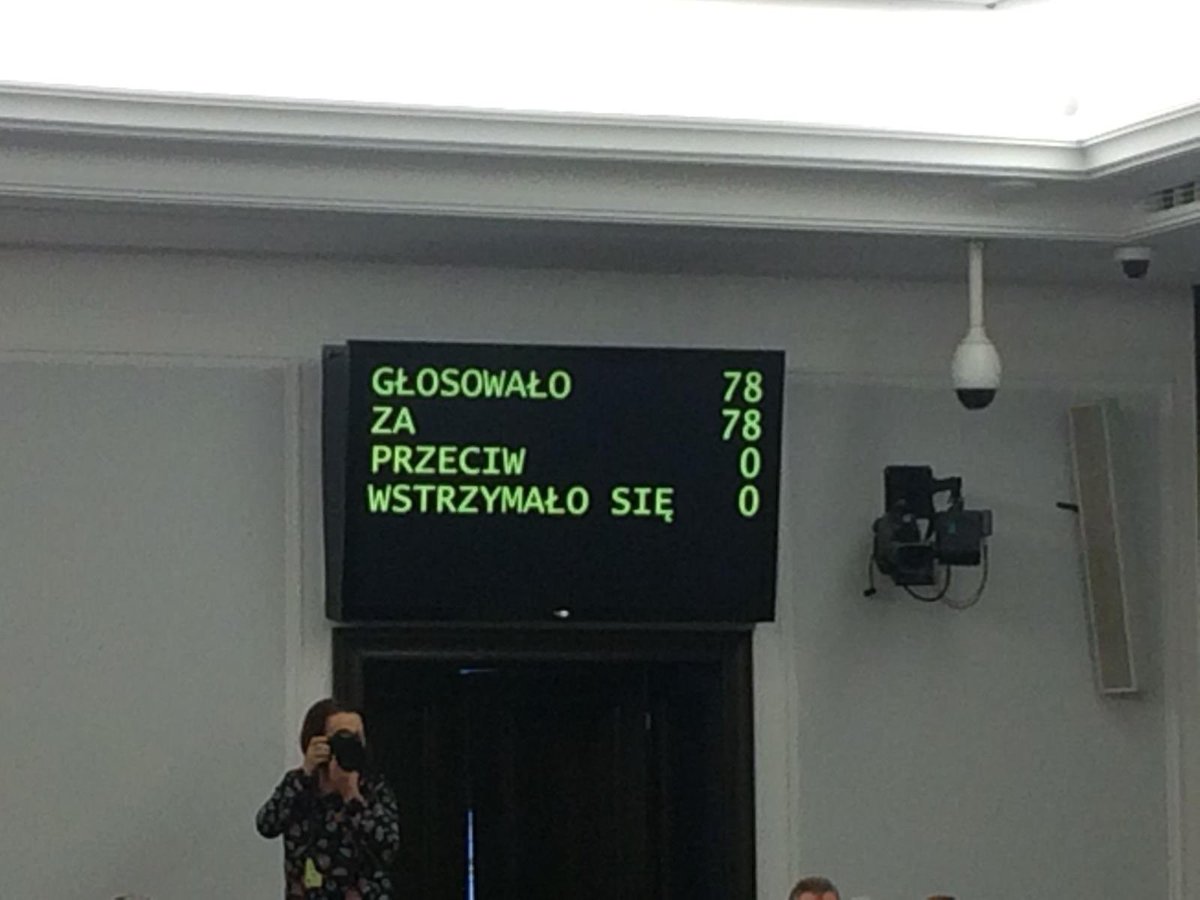 GŁOSOWAŁO 78
ZA 78
PRZECIW 0
WSTRZYMAŁO SIĘ 0